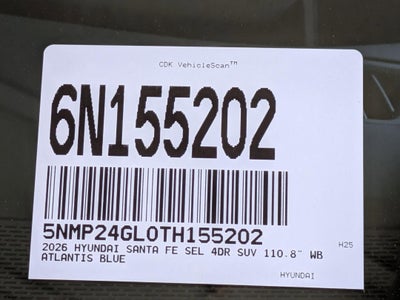 CDK VehicleScan™
6N155202
5NMP24GL0TH155202
2026 HYUNDAI SANTA FE SEL 4DR SUV 110.8" WB
ATLANTIS BLUE
H25
HYUNDAI